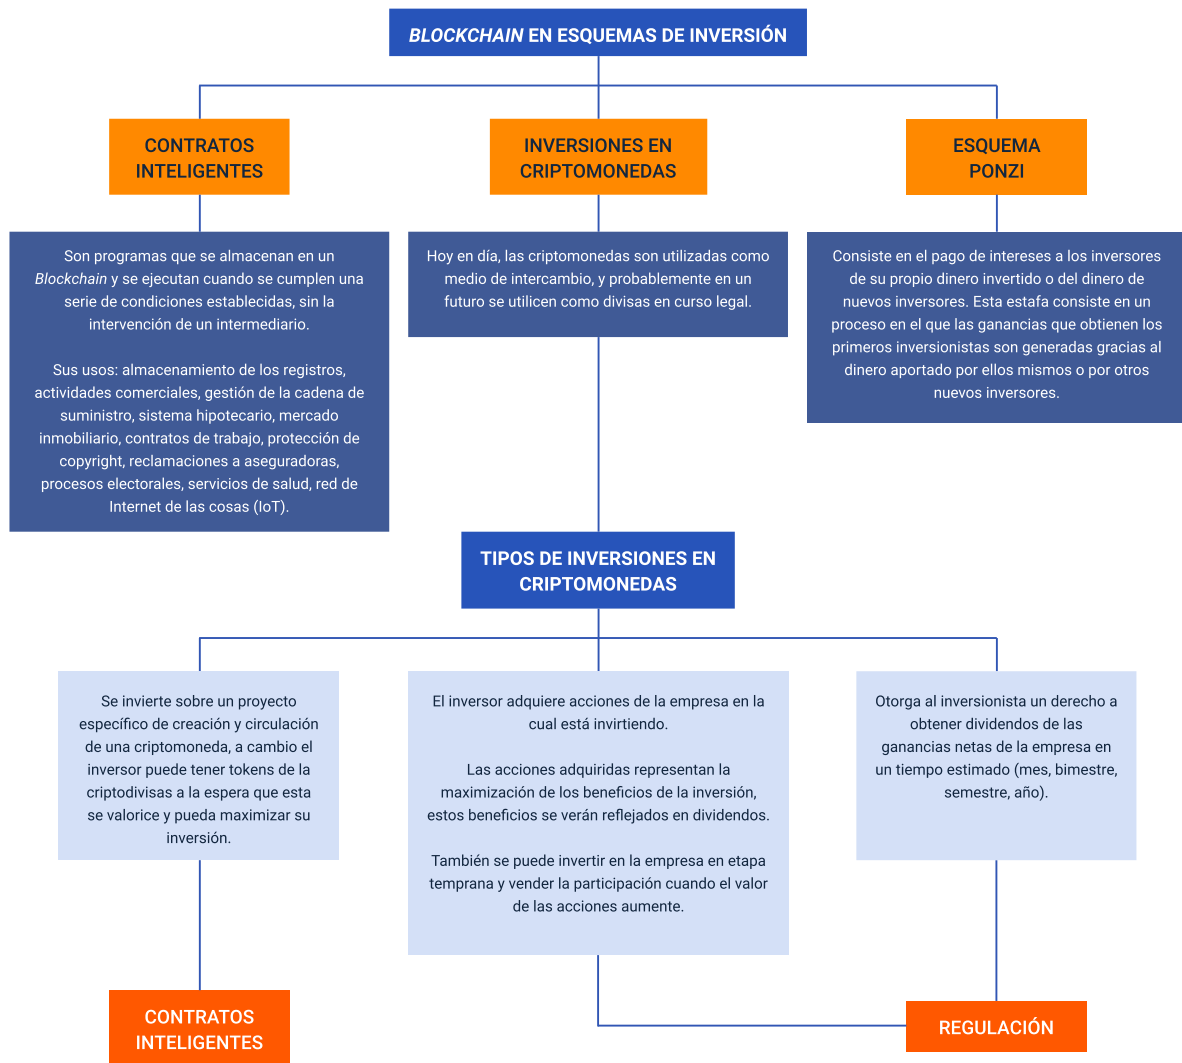 BLOCKCHAIN EN ESQUEMAS DE INVERSIÓN
CONTRATOS
INTELIGENTES
INVERSIONES EN
CRIPTOMONEDAS
ESQUEMA
PONZI
Son programas que se almacenan en un
Blockchain y se ejecutan cuando se cumplen una
serie de condiciones establecidas, sin la
intervención de un intermediario.
Sus usos: almacenamiento de los registros,
actividades comerciales, gestión de la cadena de
suministro, sistema hipotecario, mercado
inmobiliario, contratos de trabajo, protección de
copyright, reclamaciones a aseguradoras,
procesos electorales, servicios de salud, red de
Internet de las cosas (IoT).
Hoy en día, las criptomonedas son utilizadas como
medio de intercambio, y probablemente en un
futuro se utilicen como divisas en curso legal.
Consiste en el pago de intereses a los inversores
de su propio dinero invertido o del dinero de
nuevos inversores. Esta estafa consiste en un
proceso en el que las ganancias que obtienen los
primeros inversionistas son generadas gracias al
dinero aportado por ellos mismos o por otros
nuevos inversores.
TIPOS DE INVERSIONES EN
CRIPTOMONEDAS
Se invierte sobre un proyecto
específico de creación y circulación
de una criptomoneda, a cambio el
inversor puede tener tokens de la
criptodivisas a la espera que esta
se valorice y pueda maximizar su
inversión.
El inversor adquiere acciones de la empresa en la
cual está invirtiendo.
Las acciones adquiridas representan la
maximización de los beneficios de la inversión,
estos beneficios se verán reflejados en dividendos.
También se puede invertir en la empresa en etapa
temprana y vender la participación cuando el valor
de las acciones aumente.
Otorga al inversionista un derecho a
obtener dividendos de las
ganancias netas de la empresa en
un tiempo estimado (mes, bimestre,
semestre, año).
CONTRATOS
INTELIGENTES
REGULACIÓN